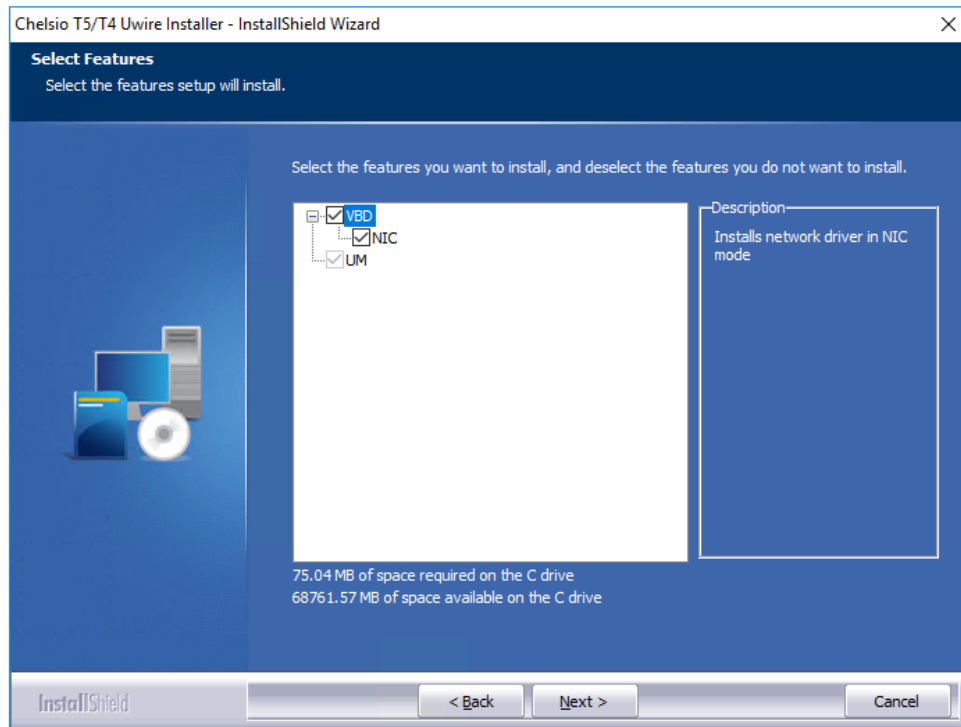 Chelsio T5/T4 Uwire Installer - InstallShield Wizard
Select Features
Select the features setup will install.
Select the features you want to install, and deselect the features you do not want to install.
VBD
NIC
UM
Description
Installs network driver in NIC
mode
75.04 MB of space required on the C drive
68761.57 MB of space available on the C drive
InstallShield
< Back
Next >
Cancel